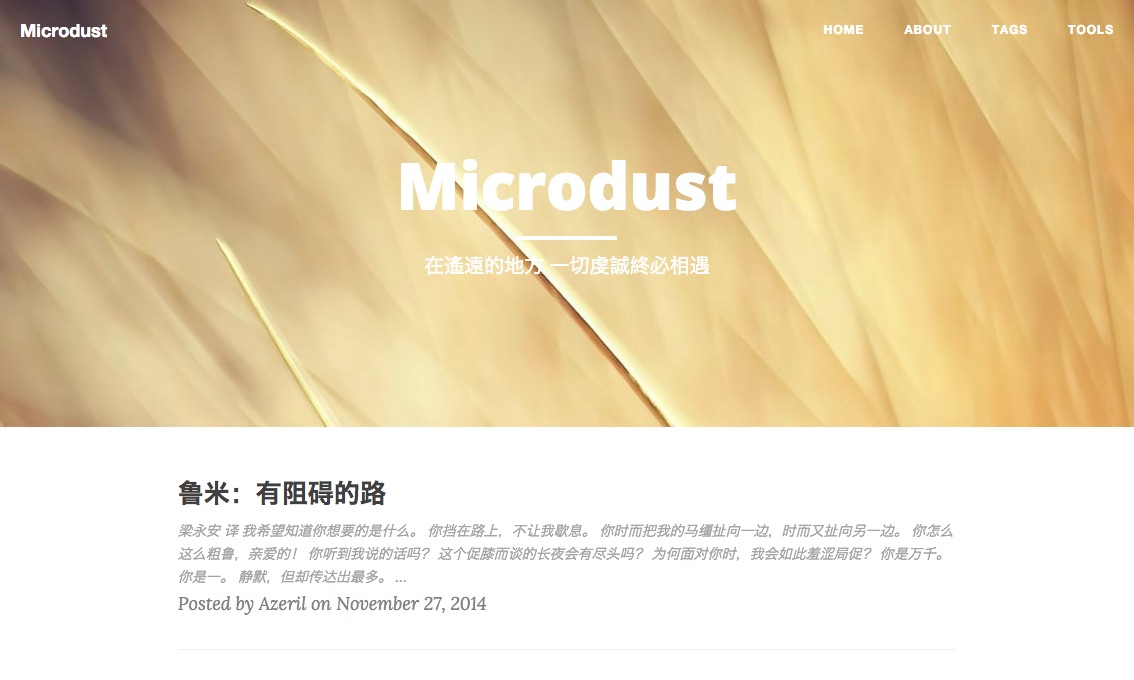 Microdust
HOME ABOUT TAGS TOOLS
Microdust
在遙遠的地方,一切虔誠終必相遇
鲁米：有阻碍的路
梁永安 译 我希望知道你想要的是什么。 你挡在路上，不让我歇息。 你时而把我的马缰扯向一边，时而又扯向另一边。 你怎么
这么粗鲁，亲爱的！ 你听到我说的话吗？ 这个促膝而谈的长夜会有尽头吗？ 为何面对你时，我会如此羞涩局促？ 你是万千。
你是一。 静默，但却传达出最多。 ...
Posted by Azeril on November 27, 2014